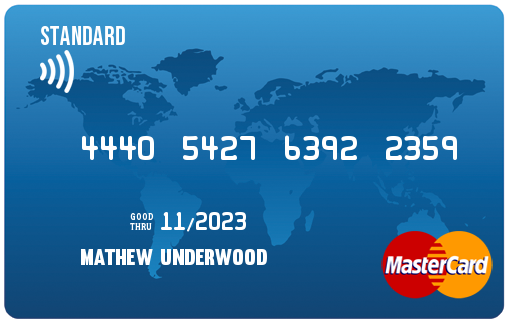 STANDARD
4440 5427 6392 2359
GOOD THRU 11/2023
MATHEW UNDERWOOD
MasterCard